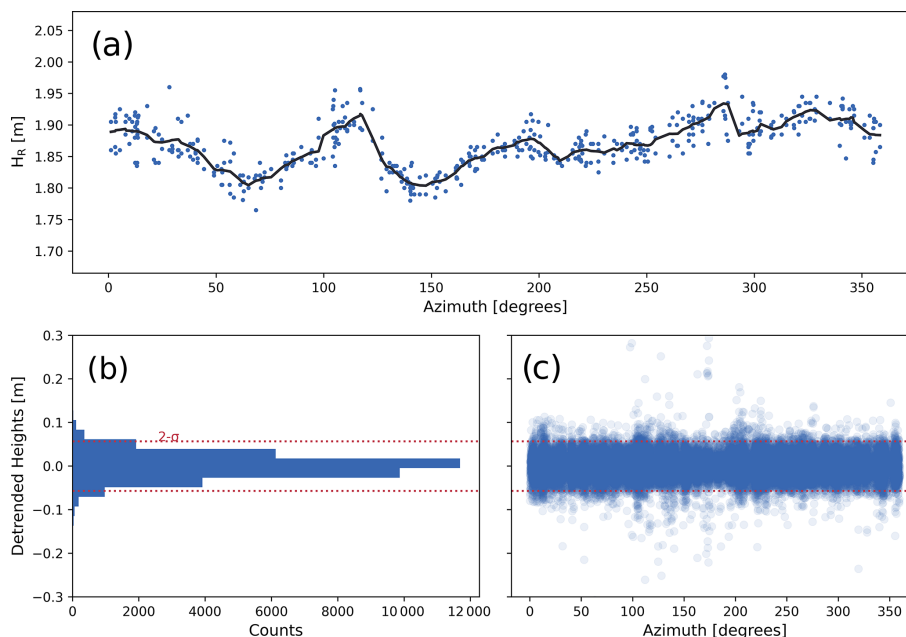 (a)
2.05
2.00
1.95
1.90
1.85
1.80
1.75
1.70
H_R [m]
0 50 100 150 200 250 300 350
Azimuth [degrees]
(b)
0.3
0.2
0.1
0.0
−0.1
−0.2
−0.3
Detrended Heights [m]
2-σ
0 2000 4000 6000 8000 10 000 12 000
Counts
(c)
0 50 100 150 200 250 300 350
Azimuth [degrees]